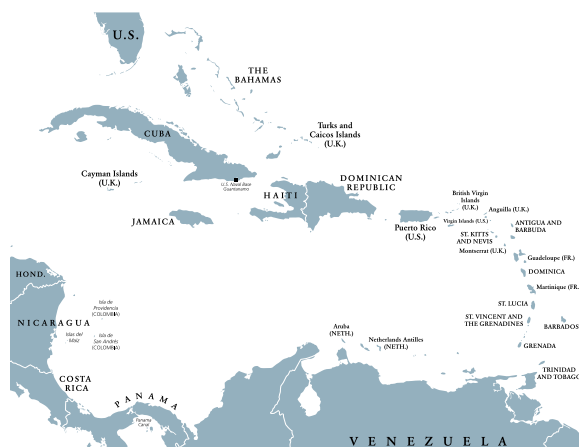 U.S.
THE
BAHAMAS
Turks and
Caicos Islands
(U.K.)
CUBA
Cayman Islands
(U.K.)
U.S. Naval Base
Guantanamo
HAITI
DOMINICAN
REPUBLIC
JAMAICA
Puerto Rico
(U.S.)
British Virgin
Islands
(U.K.)
Virgin Islands (U.S.)
Anguilla (U.K.)
ST. KITTS
AND NEVIS
ANTIGUA AND
BARBUDA
Montserrat (U.K.)
Guadeloupe (FR.)
DOMINICA
Martinique (FR.
ST. LUCIA
ST. VINCENT AND
THE GRENADINES
BARBADOS
GRENADA
TRINIDAD
AND TOBAGO
HOND.
NICARAGUA
Isla de
Providencia
(COLOMBIA)
Islas del
Maíz
Isla de
San Andrés
(COLOMBIA)
COSTA
RICA
PANAMA
Panama
Canal
Aruba
(NETH.)
Netherlands Antilles
(NETH.)
VENEZUELA